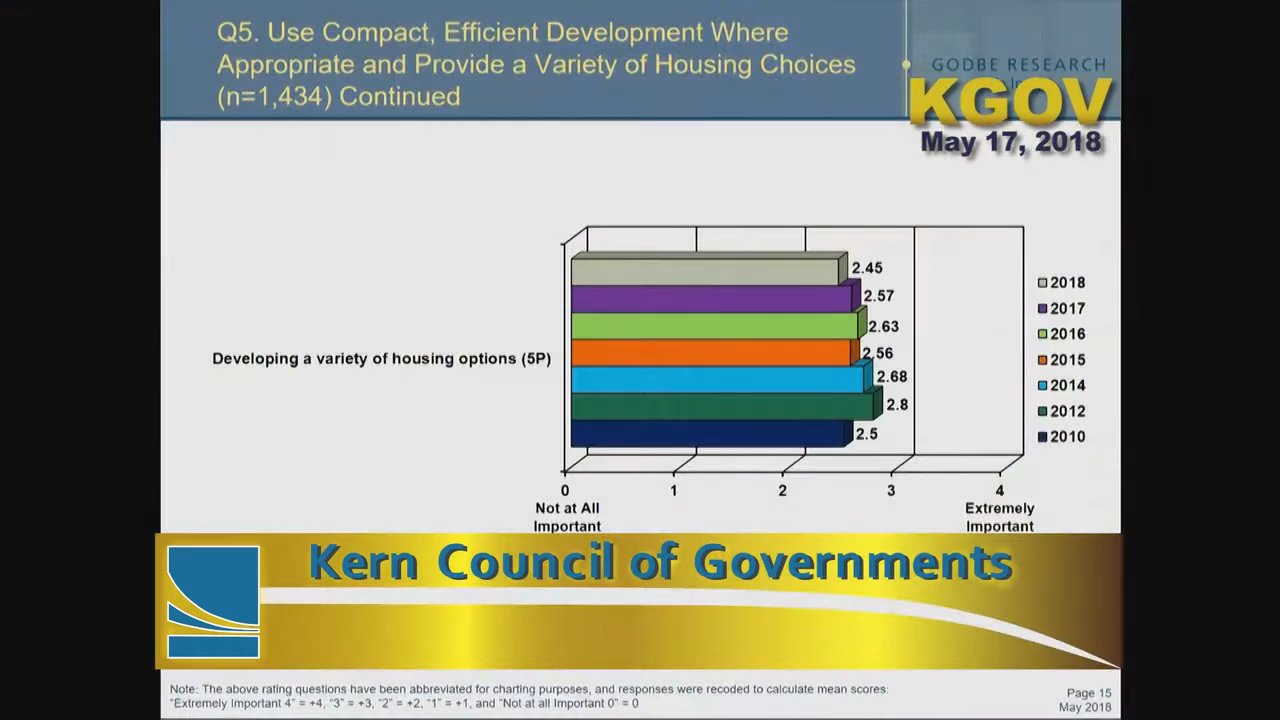 Q5. Use Compact, Efficient Development Where
Appropriate and Provide a Variety of Housing Choices
(n=1,434) Continued
GODBE RESEARCH
KGOV
May 17, 2018
2.45
2.57
2.63
2.56
2.68
2.8
2.5
Developing a variety of housing options (5P)
2018
2017
2016
2015
2014
2012
2010
0 1 2 3 4
Not at All Extremely
Important Important
Kern Council of Governments
Note: The above rating questions have been abbreviated for charting purposes, and responses were recoded to calculate mean scores:
"Extremely Important 4" = +4, "3" = +3, "2" = +2, "1" = +1, and "Not at all Important 0" = 0
Page 15
May 2018